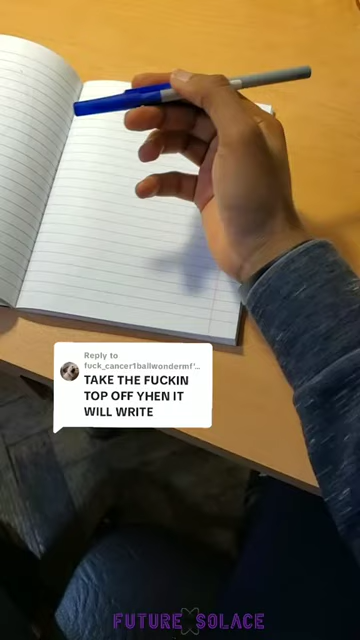 Reply to
fuck_cancer1ballwondermf'...
TAKE THE FUCKIN
TOP OFF YHEN IT
WILL WRITE
FUTURE SOLACE